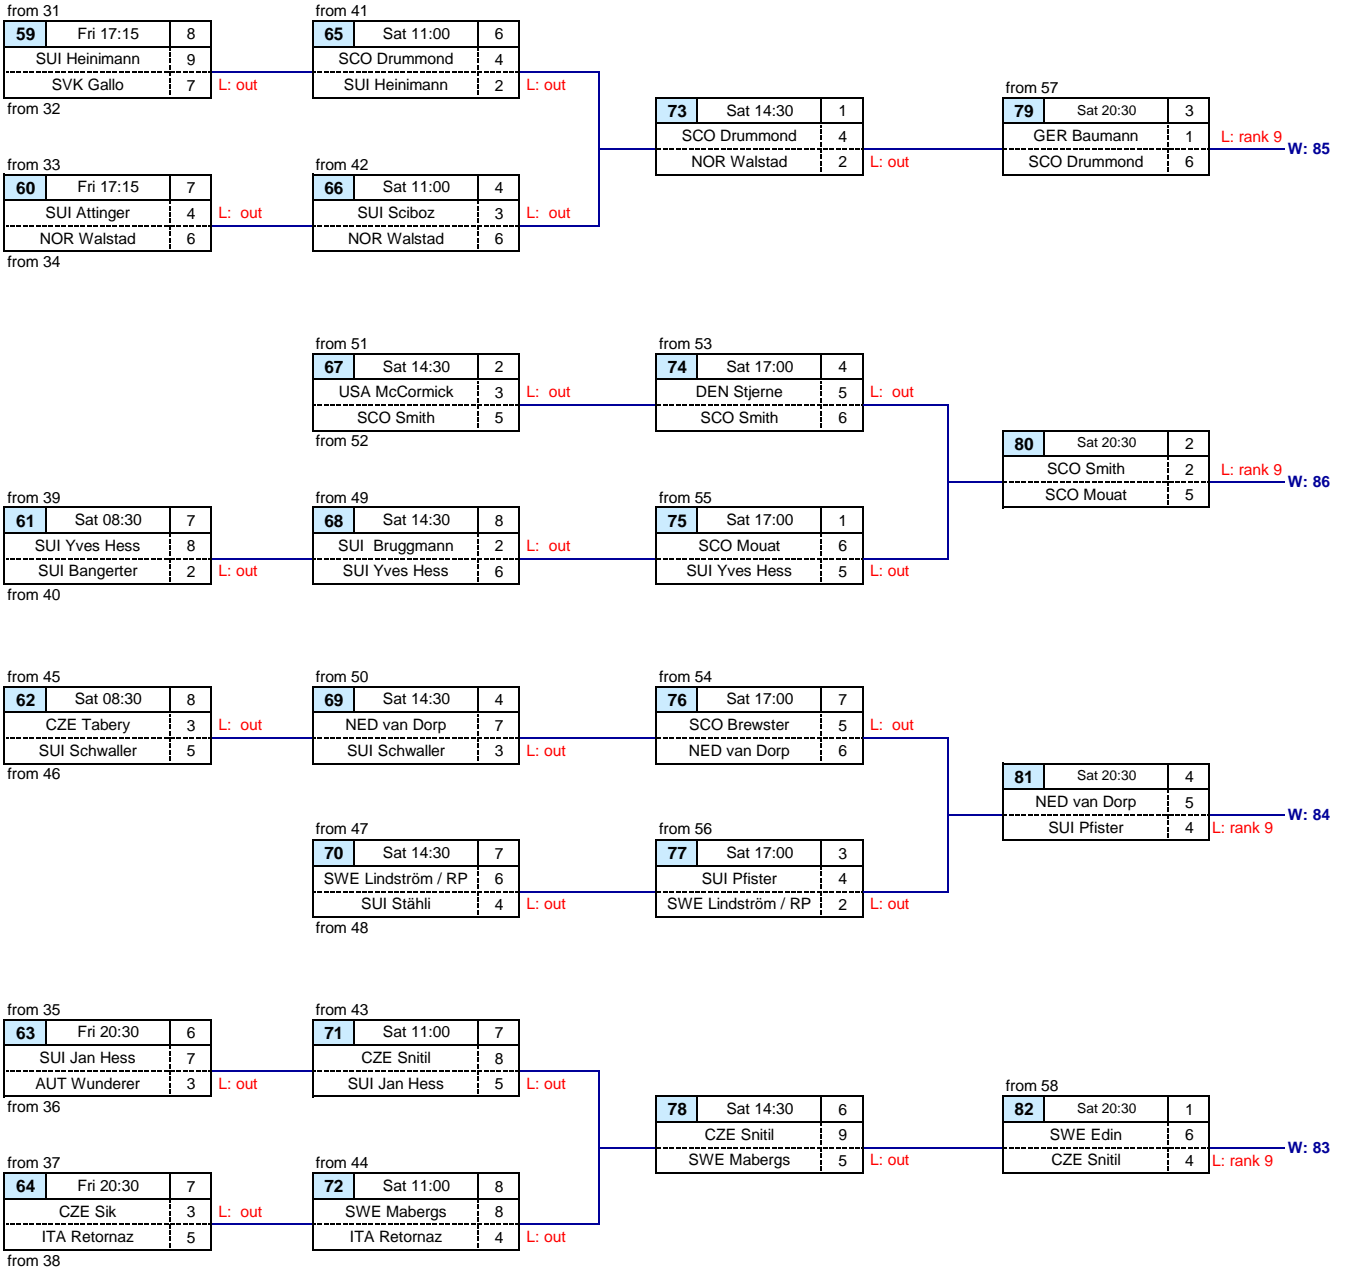 from 31
59 Fri 17:15 8
SUI Heinimann 9
SVK Gallo 7 L: out
from 32
from 33
60 Fri 17:15 7
SUI Attinger 4 L: out
NOR Walstad 6
from 34
from 41
65 Sat 11:00 6
SCO Drummond 4
SUI Heinimann 2 L: out
from 42
66 Sat 11:00 4
SUI Sciboz 3 L: out
NOR Walstad 6
73 Sat 14:30 1
SCO Drummond 4
NOR Walstad 2 L: out
from 57
79 Sat 20:30 3
GER Baumann 1 L: rank 9
SCO Drummond 6
W: 85
from 51
67 Sat 14:30 2
USA McCormick 3 L: out
SCO Smith 5
from 52
from 53
74 Sat 17:00 4
DEN Stjerne 5 L: out
SCO Smith 6
from 39
61 Sat 08:30 7
SUI Yves Hess 8
SUI Bangerter 2 L: out
from 40
from 49
68 Sat 14:30 8
SUI Bruggmann 2 L: out
SUI Yves Hess 6
from 55
75 Sat 17:00 1
SCO Mouat 6
SUI Yves Hess 5 L: out
80 Sat 20:30 2
SCO Smith 2 L: rank 9
SCO Mouat 5
W: 86
from 45
62 Sat 08:30 8
CZE Tabery 3 L: out
SUI Schwaller 5
from 46
from 50
69 Sat 14:30 4
NED van Dorp 7
SUI Schwaller 3 L: out
from 54
76 Sat 17:00 7
SCO Brewster 5 L: out
NED van Dorp 6
from 47
70 Sat 14:30 7
SWE Lindström / RP 6
SUI Stähli 4 L: out
from 48
from 56
77 Sat 17:00 3
SUI Pfister 4
SWE Lindström / RP 2 L: out
81 Sat 20:30 4
NED van Dorp 5
SUI Pfister 4 L: rank 9
W: 84
from 35
63 Fri 20:30 6
SUI Jan Hess 7
AUT Wunderer 3 L: out
from 36
from 37
64 Fri 20:30 7
CZE Sik 3 L: out
ITA Retornaz 5
from 38
from 43
71 Sat 11:00 7
CZE Snitil 8
SUI Jan Hess 5 L: out
from 44
72 Sat 11:00 8
SWE Mabergs 8
ITA Retornaz 4 L: out
78 Sat 14:30 6
CZE Snitil 9
SWE Mabergs 5 L: out
from 58
82 Sat 20:30 1
SWE Edin 6
CZE Snitil 4 L: rank 9
W: 83